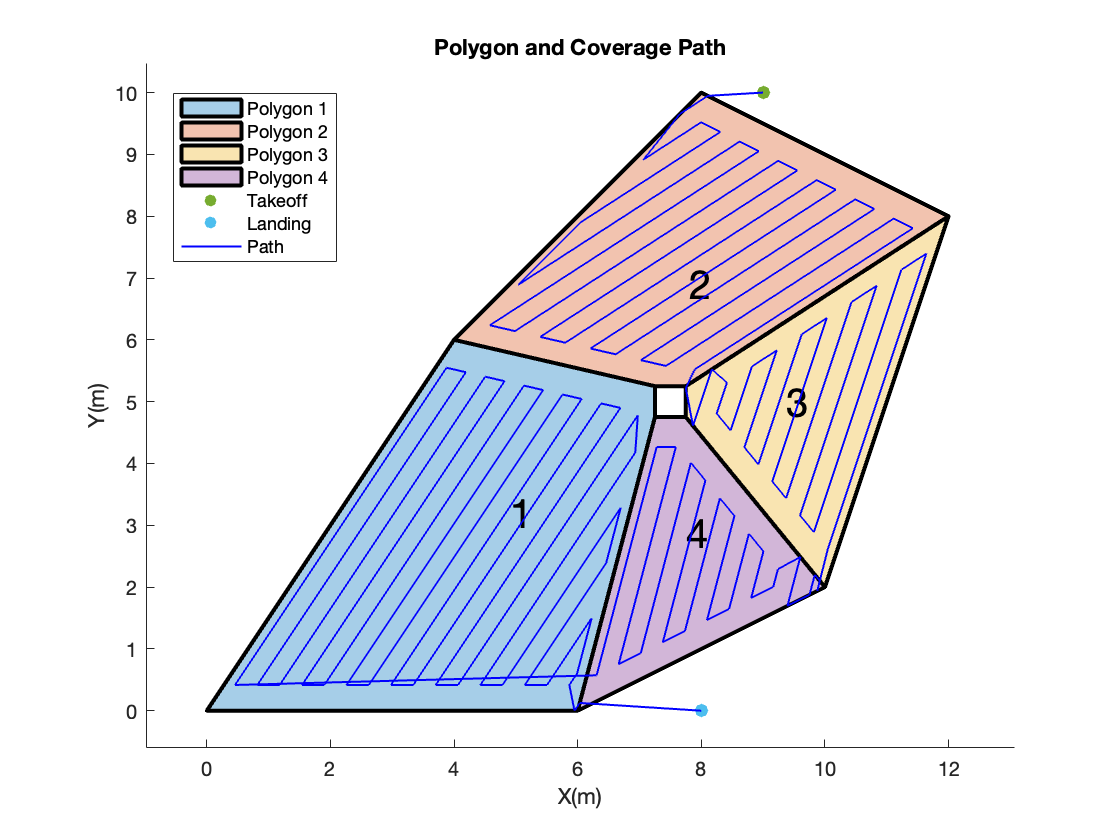 Polygon and Coverage Path
Polygon 1
Polygon 2
Polygon 3
Polygon 4
Takeoff
Landing
Path
10
9
8
7
6
5
4
3
2
1
0
Y(m)
2
3
1
4
0 2 4 6 8 10 12
X(m)